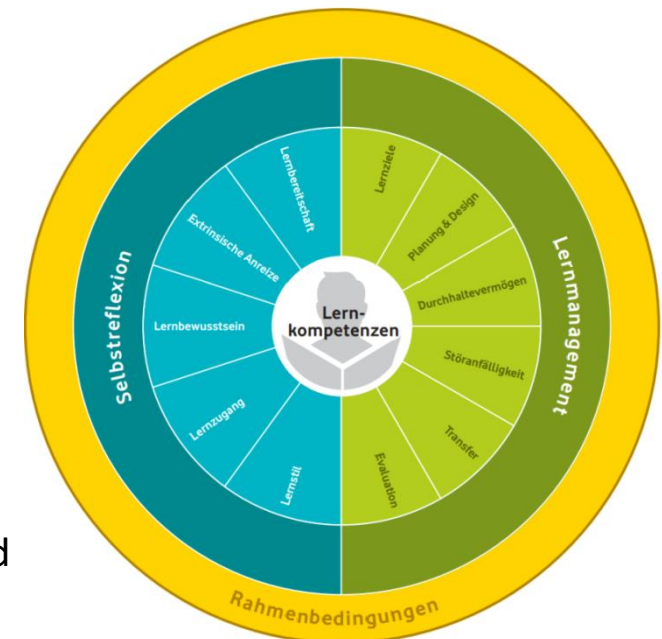 Lern-
kompetenzen
Selbstreflexion
Lernbereitschaft
Extrinsische Anreize
Lernbewusstsein
Lernzugang
Lernstil
Lernmanagement
Lernziele
Planung & Design
Durchhaltevermögen
Störanfälligkeit
Transfer
Evaluation
Rahmenbedingungen